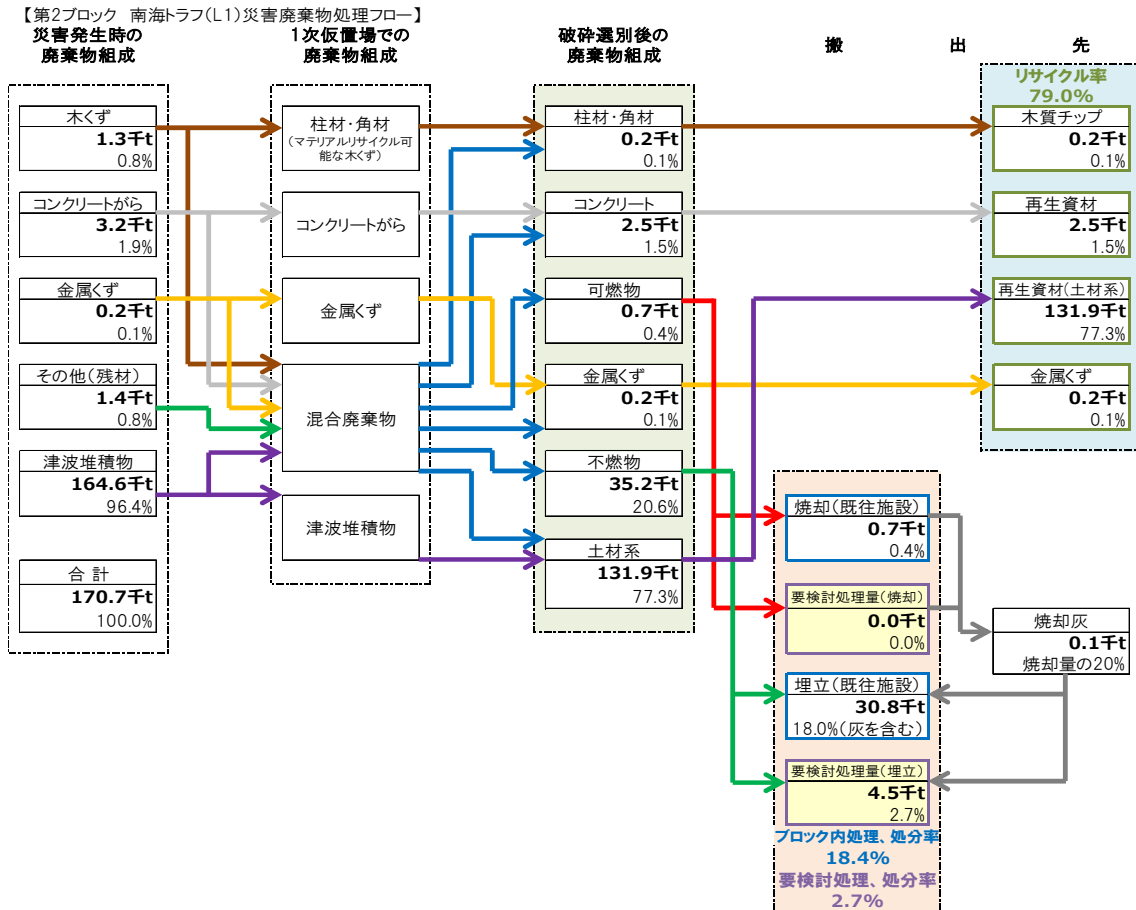 【第2ブロック 南海トラフ(L1)災害廃棄物処理フロー】
災害発生時の
廃棄物組成
1次仮置場での
廃棄物組成
破砕選別後の
廃棄物組成
搬 出 先
木くず
1.3千t
0.8%
コンクリートがら
3.2千t
1.9%
金属くず
0.2千t
0.1%
その他(残材)
1.4千t
0.8%
津波堆積物
164.6千t
96.4%
合 計
170.7千t
100.0%
柱材・角材
(マテリアルリサイクル可
能な木くず)
コンクリートがら
金属くず
混合廃棄物
津波堆積物
柱材・角材
0.2千t
0.1%
コンクリート
2.5千t
1.5%
可燃物
0.7千t
0.4%
金属くず
0.2千t
0.1%
不燃物
35.2千t
20.6%
土材系
131.9千t
77.3%
リサイクル率
79.0%
木質チップ
0.2千t
0.1%
再生資材
2.5千t
1.5%
再生資材(土材系)
131.9千t
77.3%
金属くず
0.2千t
0.1%
焼却(既往施設)
0.7千t
0.4%
要検討処理量(焼却)
0.0千t
0.0%
埋立(既往施設)
30.8千t
18.0%(灰を含む)
要検討処理量(埋立)
4.5千t
2.7%
焼却灰
0.1千t
焼却量の20%
ブロック内処理、処分率
18.4%
要検討処理、処分率
2.7%